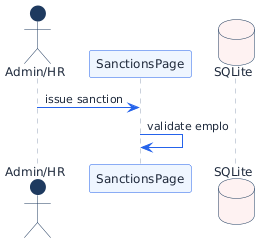 Admin/HR
SanctionsPage
SQLite
issue sanction
validate emplo
Admin/HR
SanctionsPage
SQLite